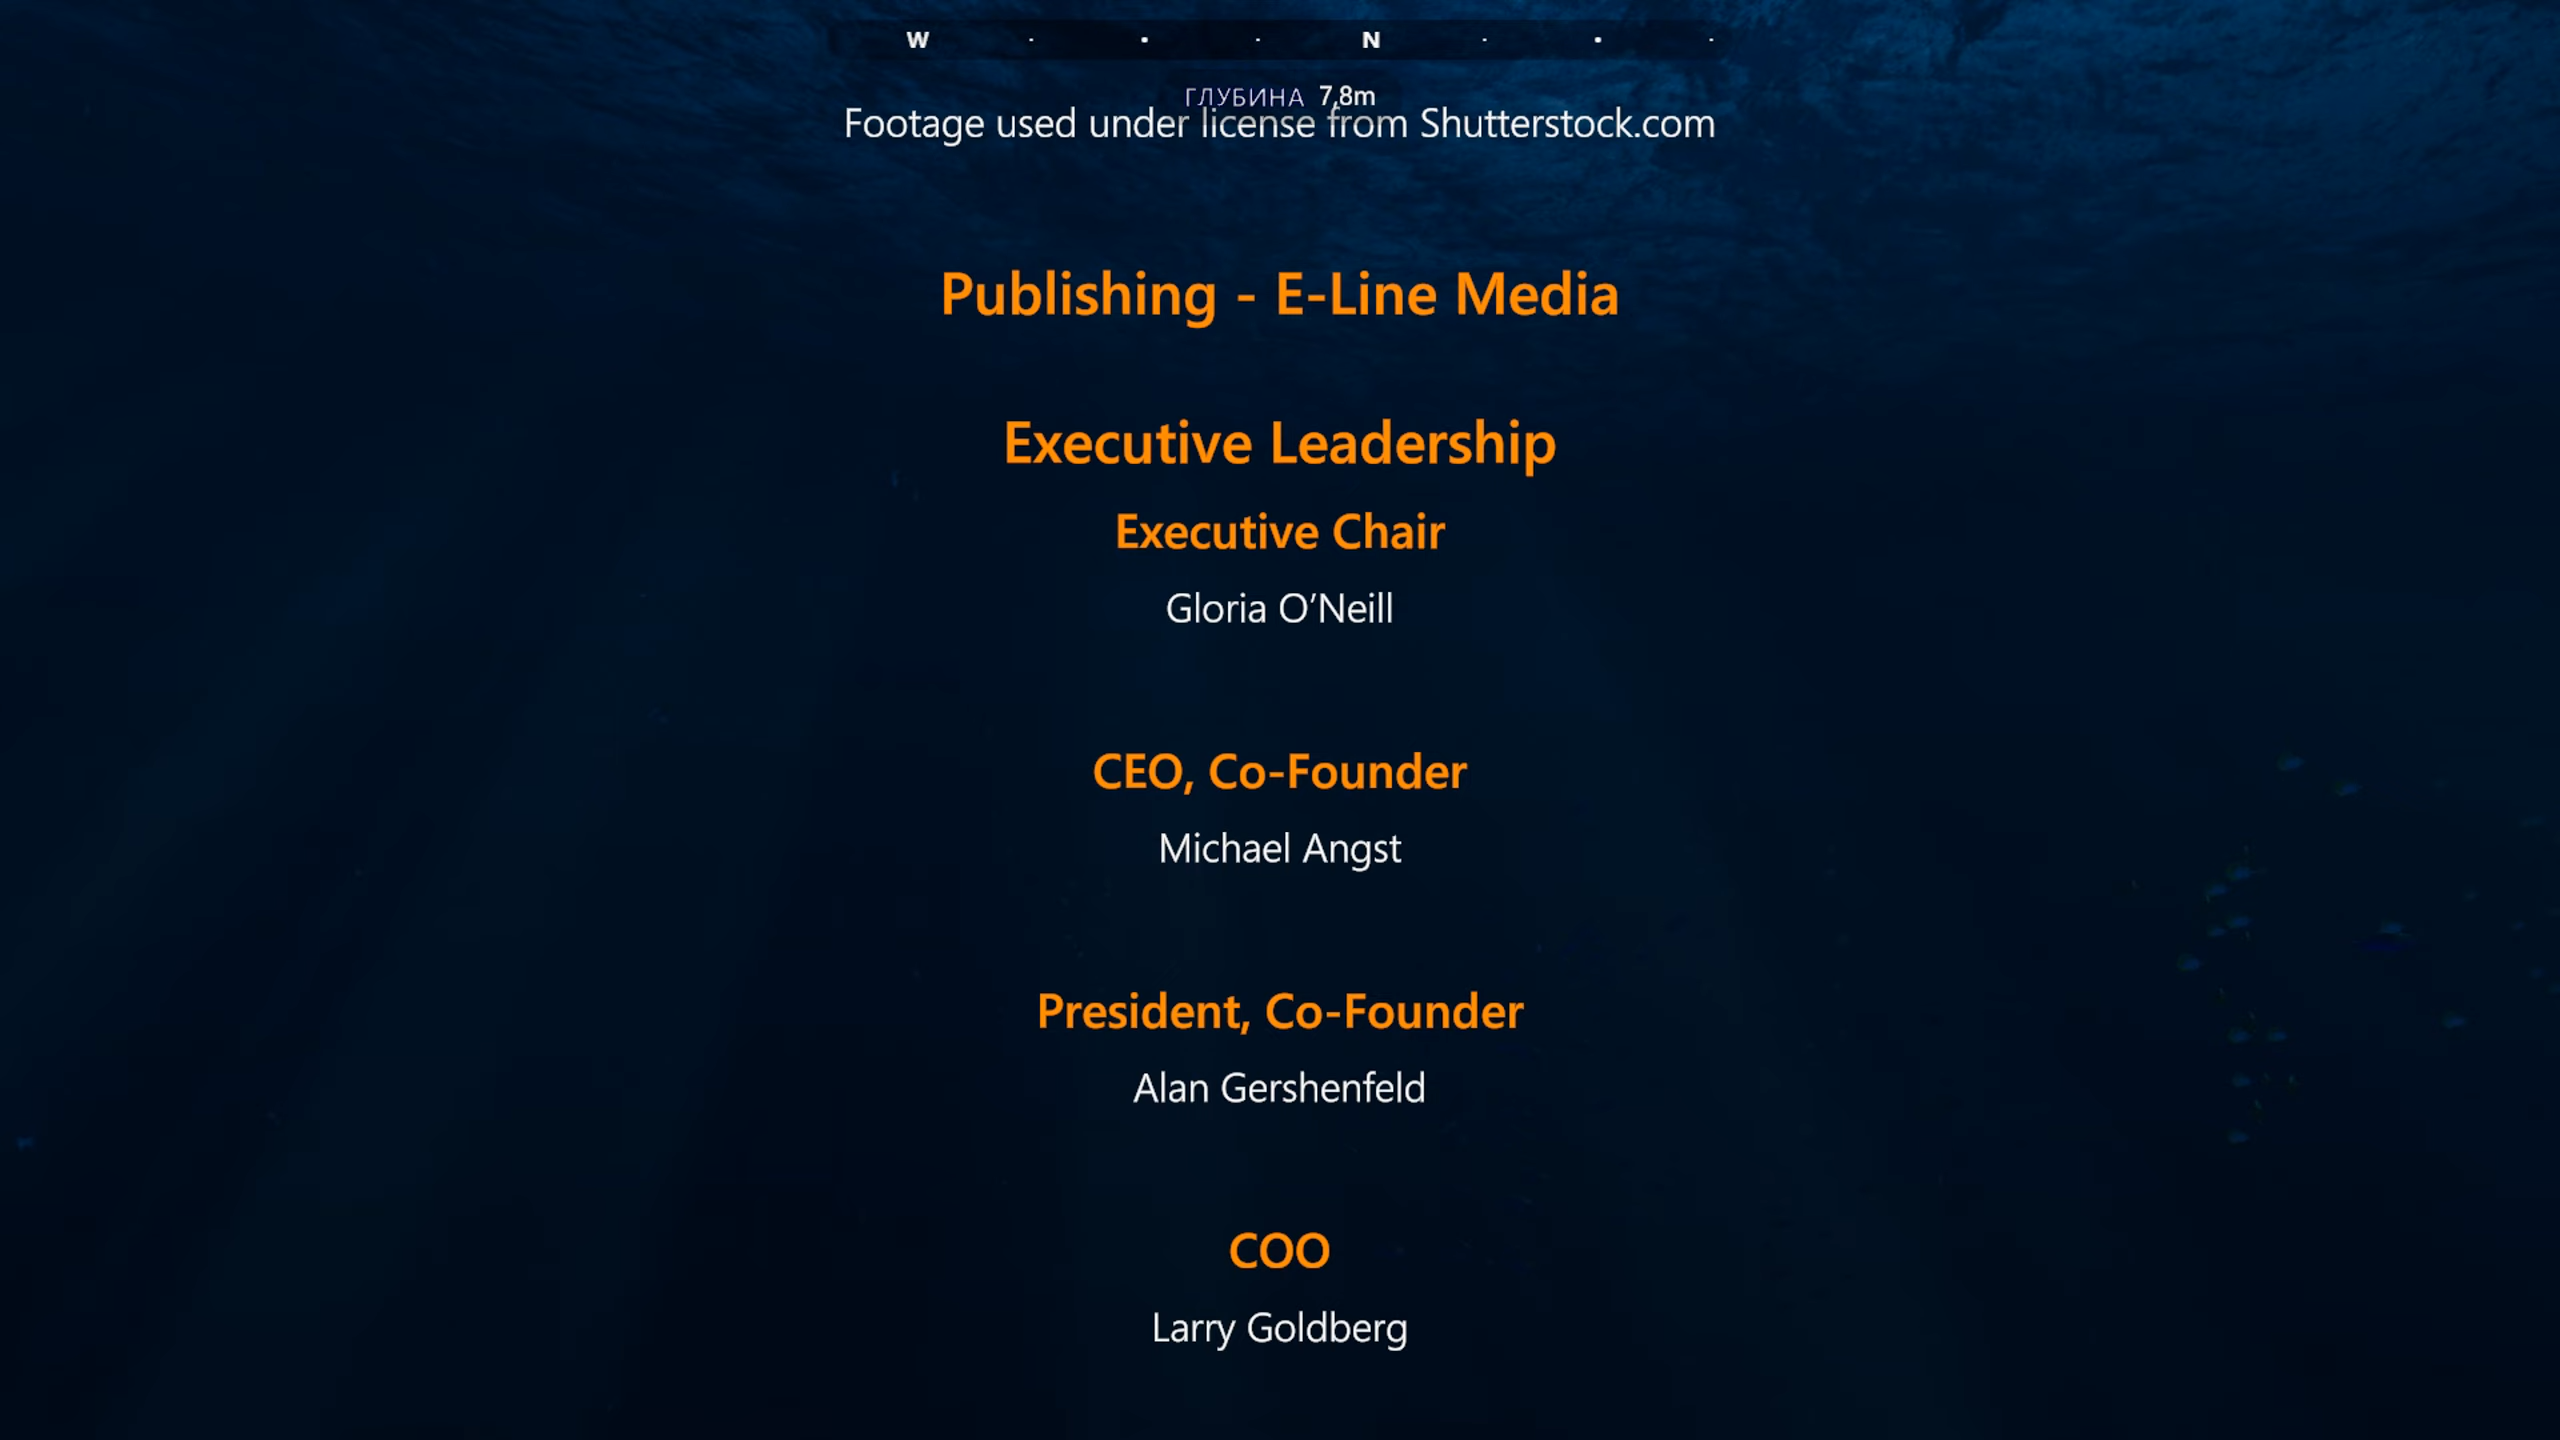 W N
ГЛУБИНА 7,8m
Footage used under license from Shutterstock.com
Publishing - E-Line Media
Executive Leadership
Executive Chair
Gloria O’Neill
CEO, Co-Founder
Michael Angst
President, Co-Founder
Alan Gershenfeld
COO
Larry Goldberg